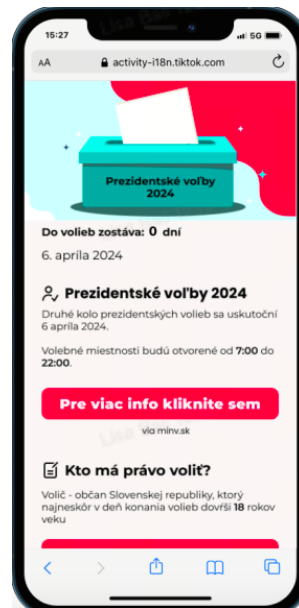 15:27
5G
AA
activity-i18n.tiktok.com
Prezidentské voľby
2024
Do volieb zostáva: 0 dní
6. apríla 2024
Prezidentské voľby 2024
Druhé kolo prezidentských volieb sa uskutoční
6 apríla 2024.
Volebné miestnosti budú otvorené od 7:00 do
22:00.
Pre viac info kliknite sem
via minv.sk
Kto má právo voliť?
Volič - občan Slovenskej republiky, ktorý
najneskôr v deň konania volieb dovŕši 18 rokov
veku